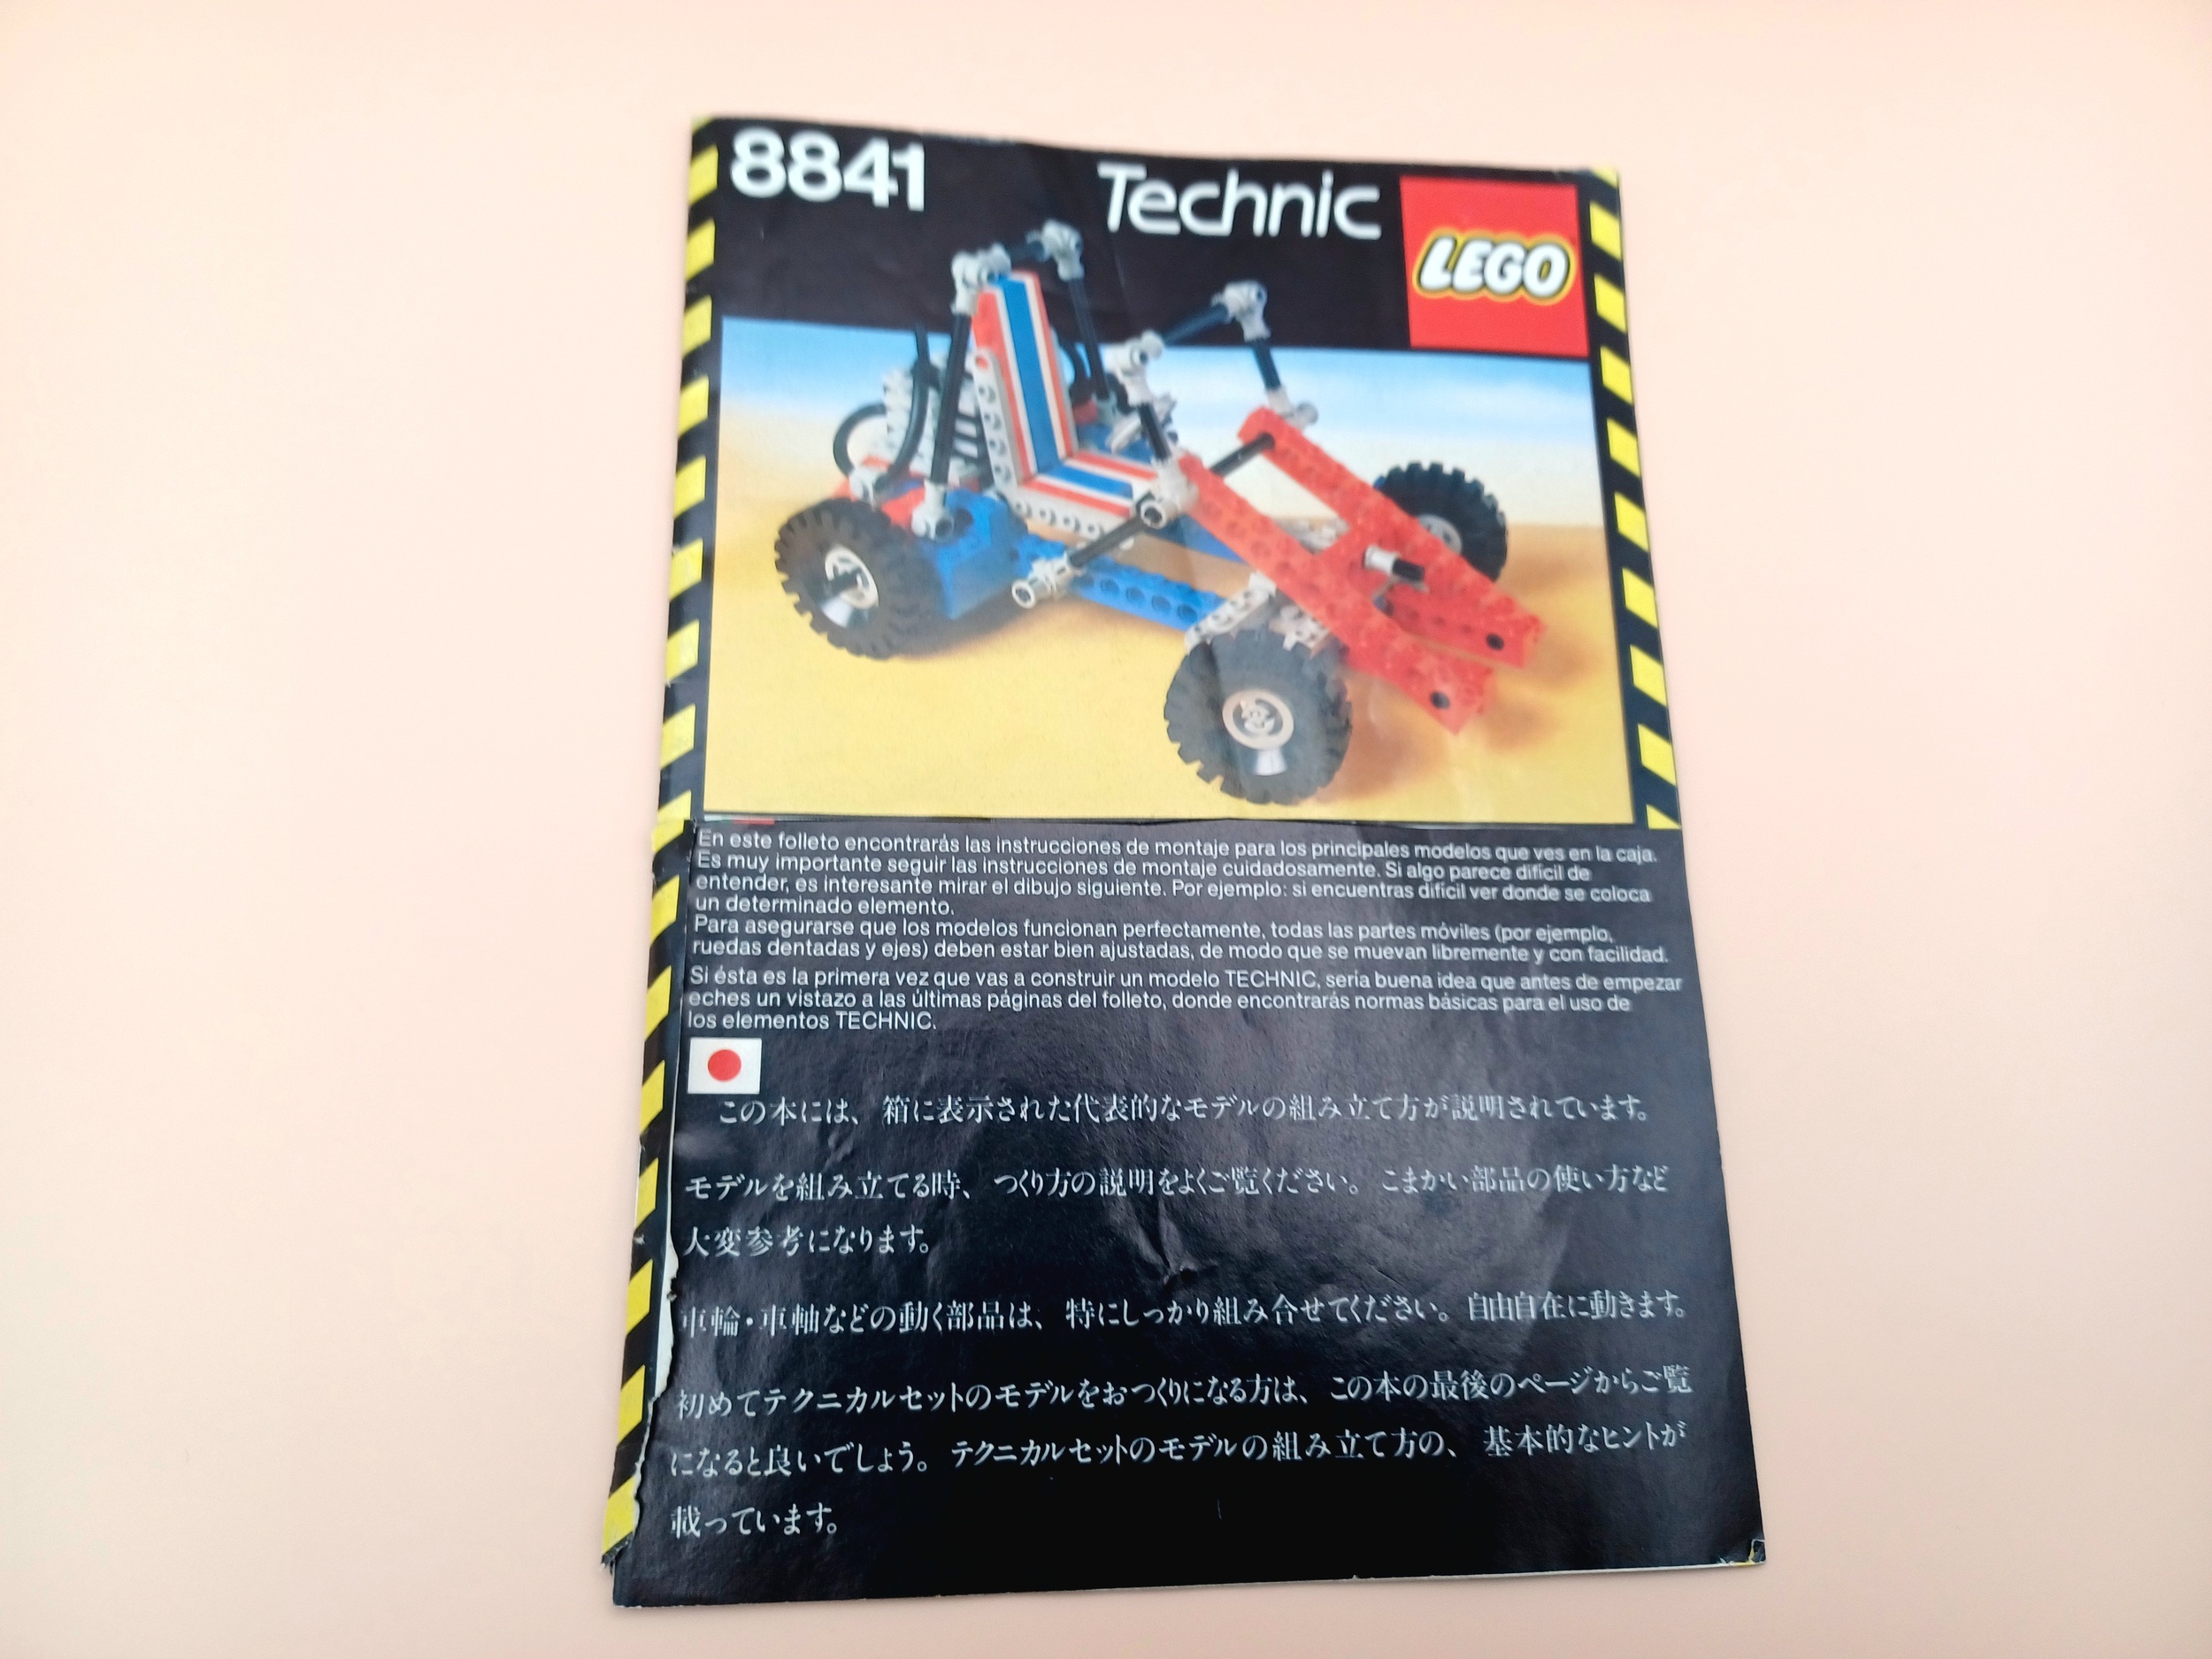 8841
Technic
LEGO
En este folleto encontrarás las instrucciones de montaje para los principales modelos que ves en la caja.
Es muy importante seguir las instrucciones de montaje cuidadosamente. Si algo parece difícil de
entender, es interesante mirar el dibujo siguiente. Por ejemplo: si encuentras difícil ver donde se coloca
un determinado elemento.
Para asegurarse que los modelos funcionan perfectamente, todas las partes móviles (por ejemplo,
ruedas dentadas y ejes) deben estar bien ajustadas, de modo que se muevan libremente y con facilidad.
Si ésta es la primera vez que vas a construir un modelo TECHNIC, sería buena idea que antes de empezar
eches un vistazo a las últimas páginas del folleto, donde encontrarás normas básicas para el uso de
los elementos TECHNIC.
この本には、箱に表示された代表的なモデルの組み立て方が説明されています。
モデルを組み立てる時、つくり方の説明をよくご覧ください。こまかい部品の使い方など
大変参考になります。
車輪・車軸などの動く部品は、特にしっかり組み合せてください。自由自在に動きます。
初めてテクニカルセットのモデルをおつくりになる方は、この本の最後のページからご覧
になると良いでしょう。テクニカルセットのモデルの組み立て方の、基本的なヒントが
載っています。